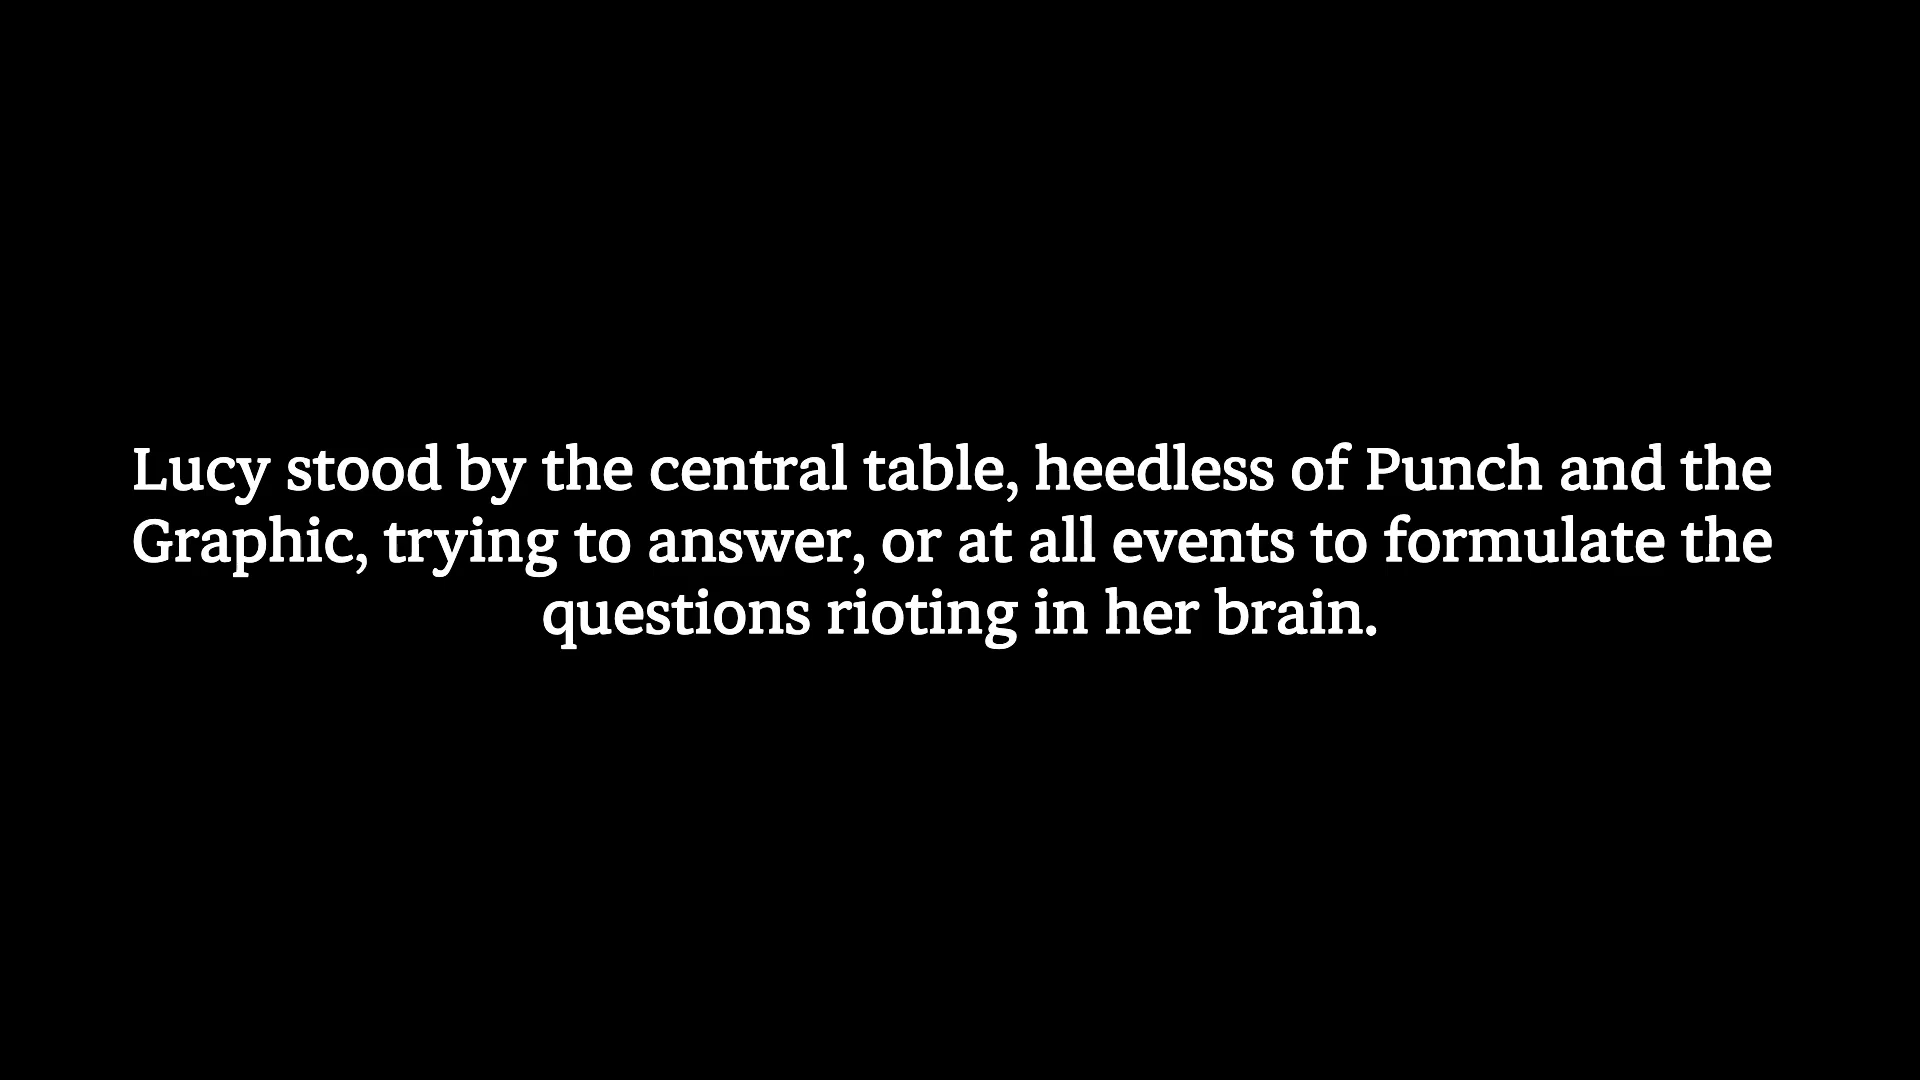 Lucy stood by the central table, heedless of Punch and the
Graphic, trying to answer, or at all events to formulate the
questions rioting in her brain.